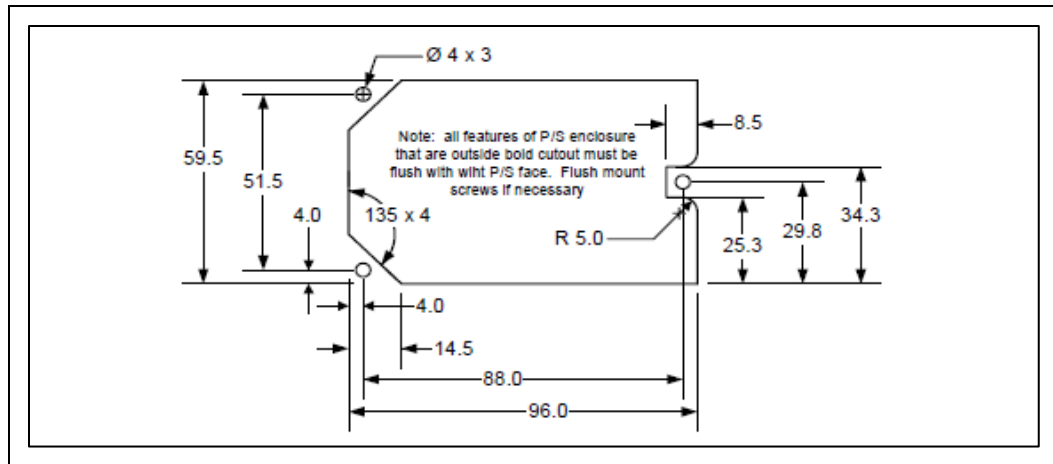 Ø 4 x 3
8.5
Note: all features of P/S enclosure
that are outside bold cutout must be
flush with wiht P/S face. Flush mount
screws if necessary
59.5
51.5
4.0
135 x 4
R 5.0
25.3
29.8
34.3
4.0
14.5
88.0
96.0